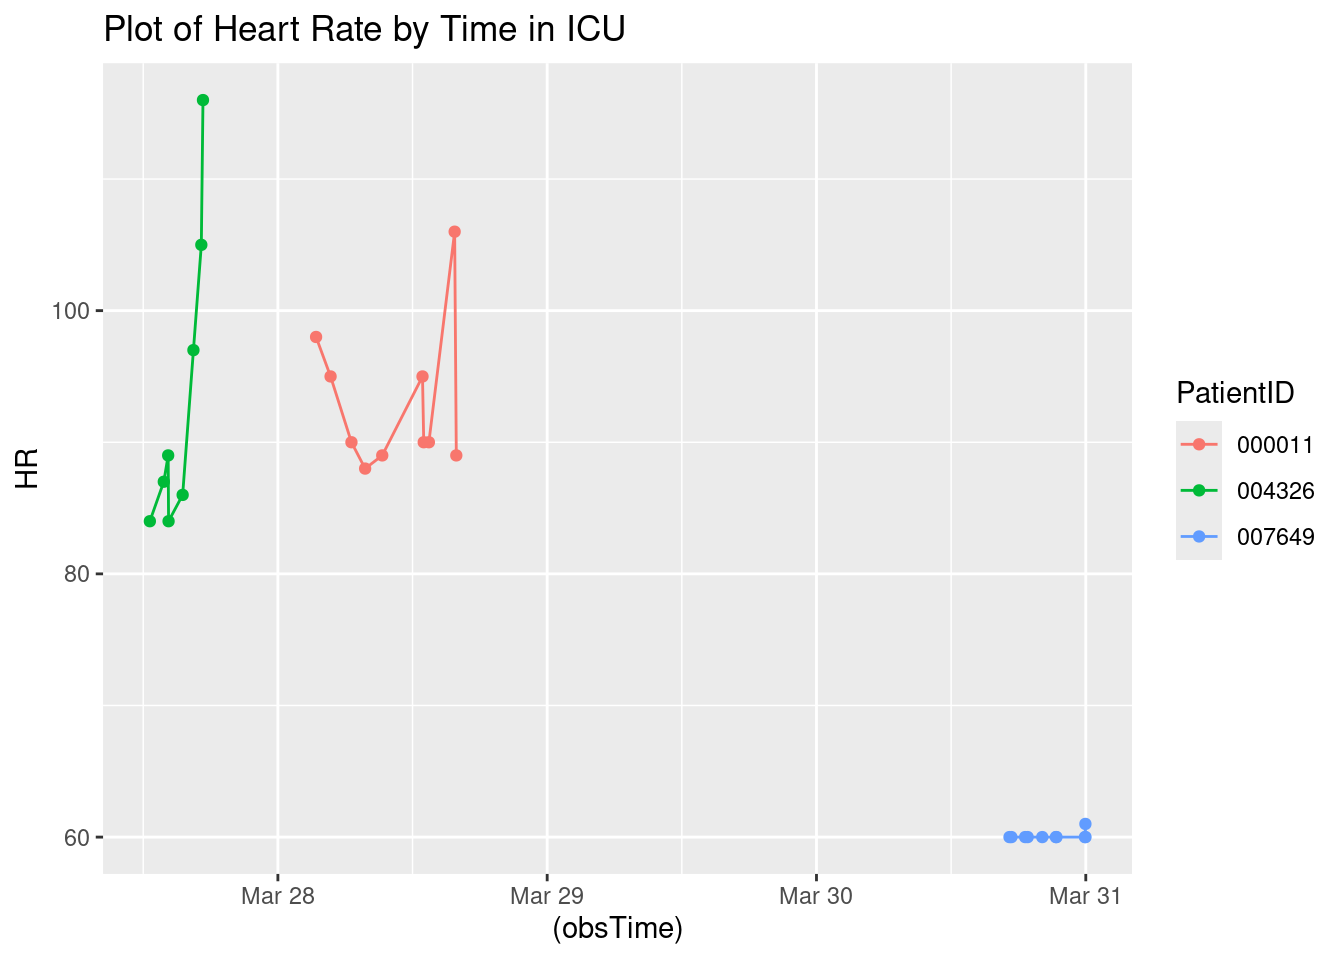 Plot of Heart Rate by Time in ICU
HR
100
80
60
Mar 28
Mar 29
Mar 30
Mar 31
(obsTime)
PatientID
000011
004326
007649